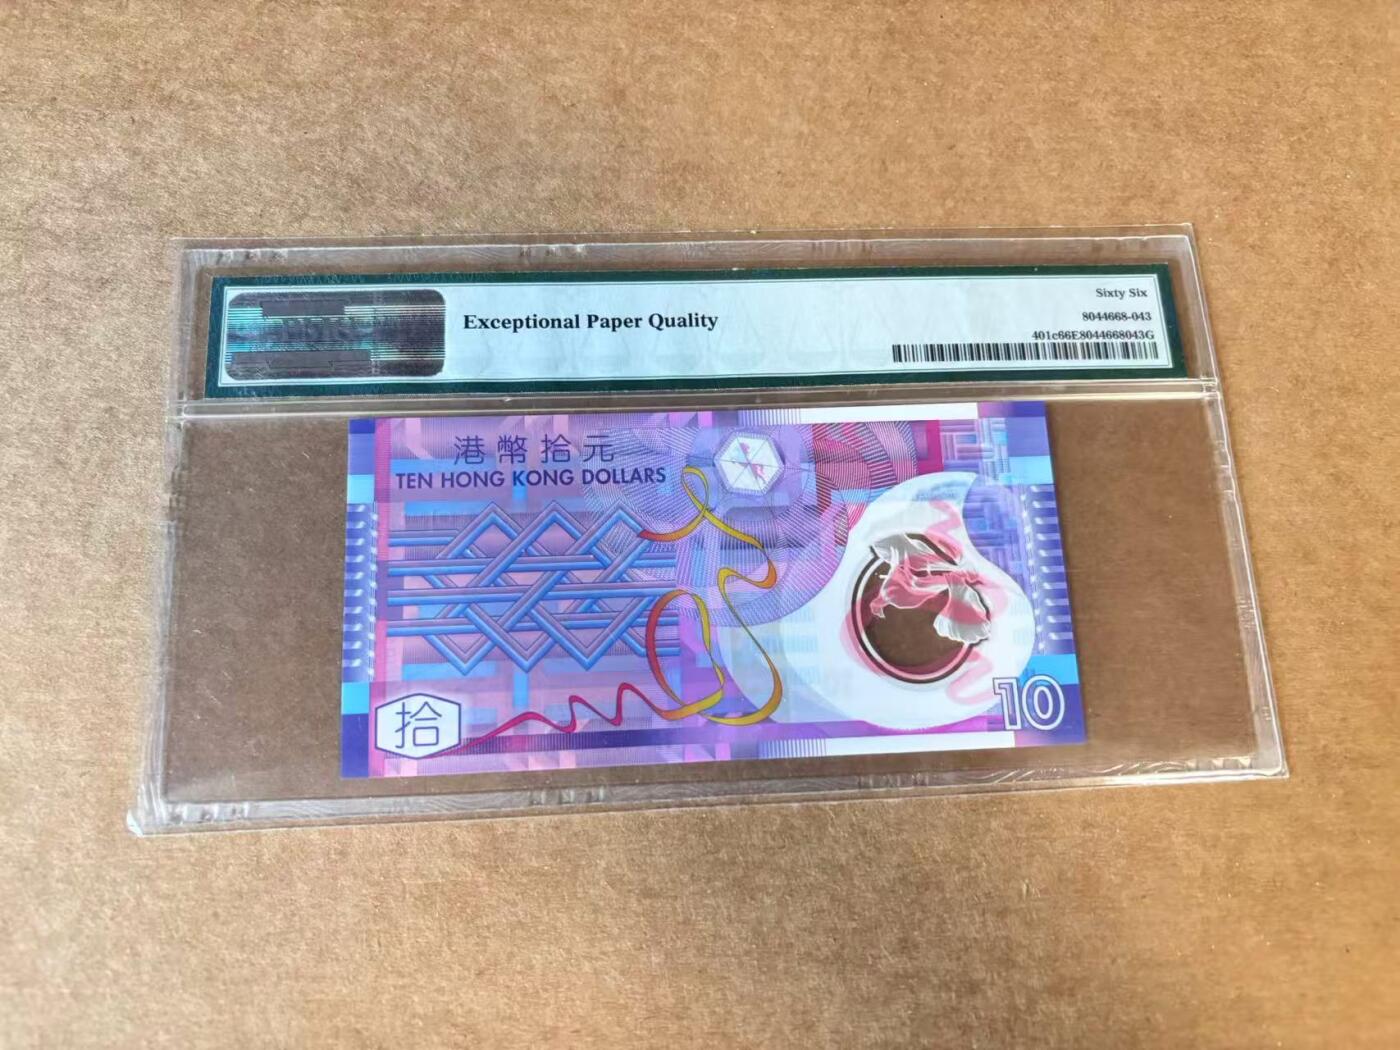 Exceptional Paper Quality
Sixty Six
8044668-043
401c66E8044668043G
港幣拾元
TEN HONG KONG DOLLARS
拾
10